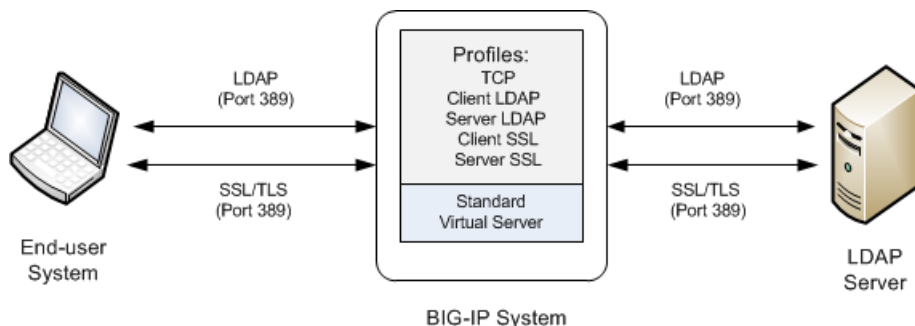 Profiles:
TCP
Client LDAP
Server LDAP
Client SSL
Server SSL
Standard
Virtual Server
LDAP
(Port 389)
SSL/TLS
(Port 389)
LDAP
(Port 389)
SSL/TLS
(Port 389)
End-user
System
LDAP
Server
BIG-IP System